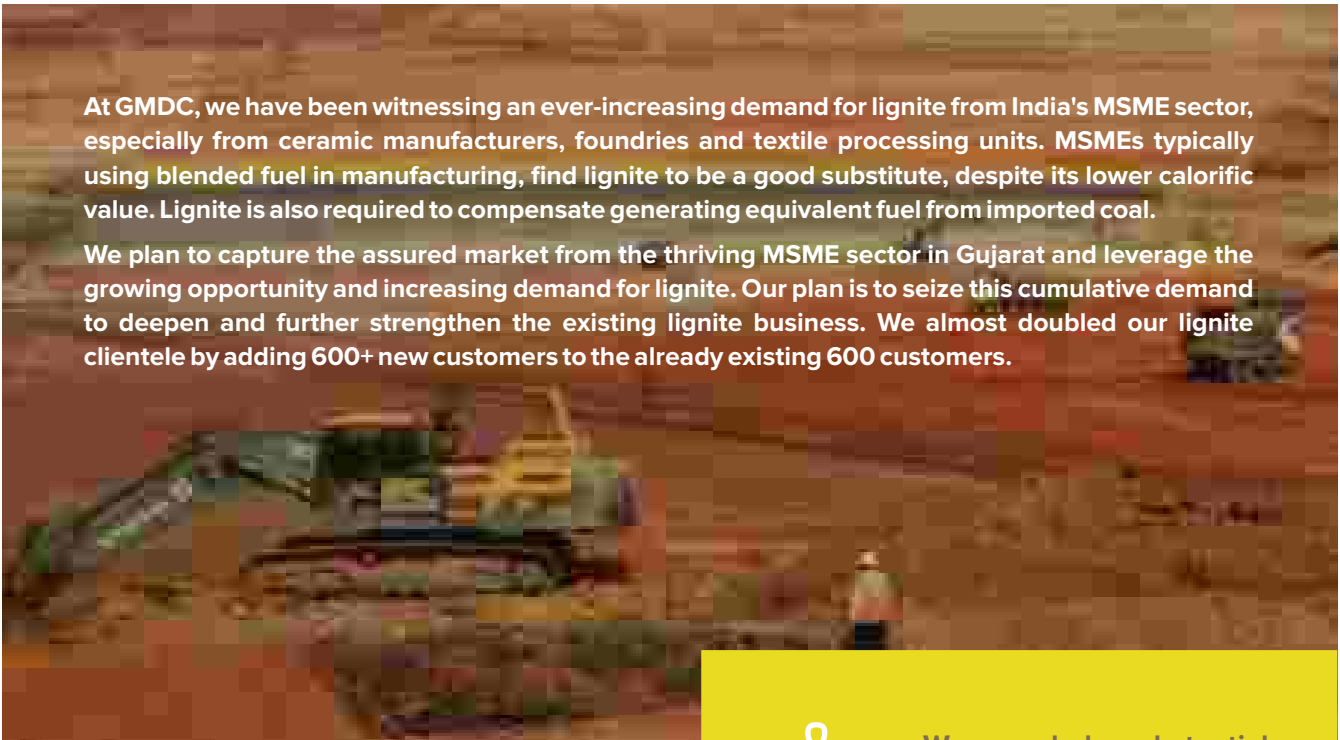 At GMDC, we have been witnessing an ever-increasing demand for lignite from India's MSME sector,
especially from ceramic manufacturers, foundries and textile processing units. MSMEs typically
using blended fuel in manufacturing, find lignite to be a good substitute, despite its lower calorific
value. Lignite is also required to compensate generating equivalent fuel from imported coal.
We plan to capture the assured market from the thriving MSME sector in Gujarat and leverage the
growing opportunity and increasing demand for lignite. Our plan is to seize this cumulative demand
to deepen and further strengthen the existing lignite business. We almost doubled our lignite
clientele by adding 600+ new customers to the already existing 600 customers.